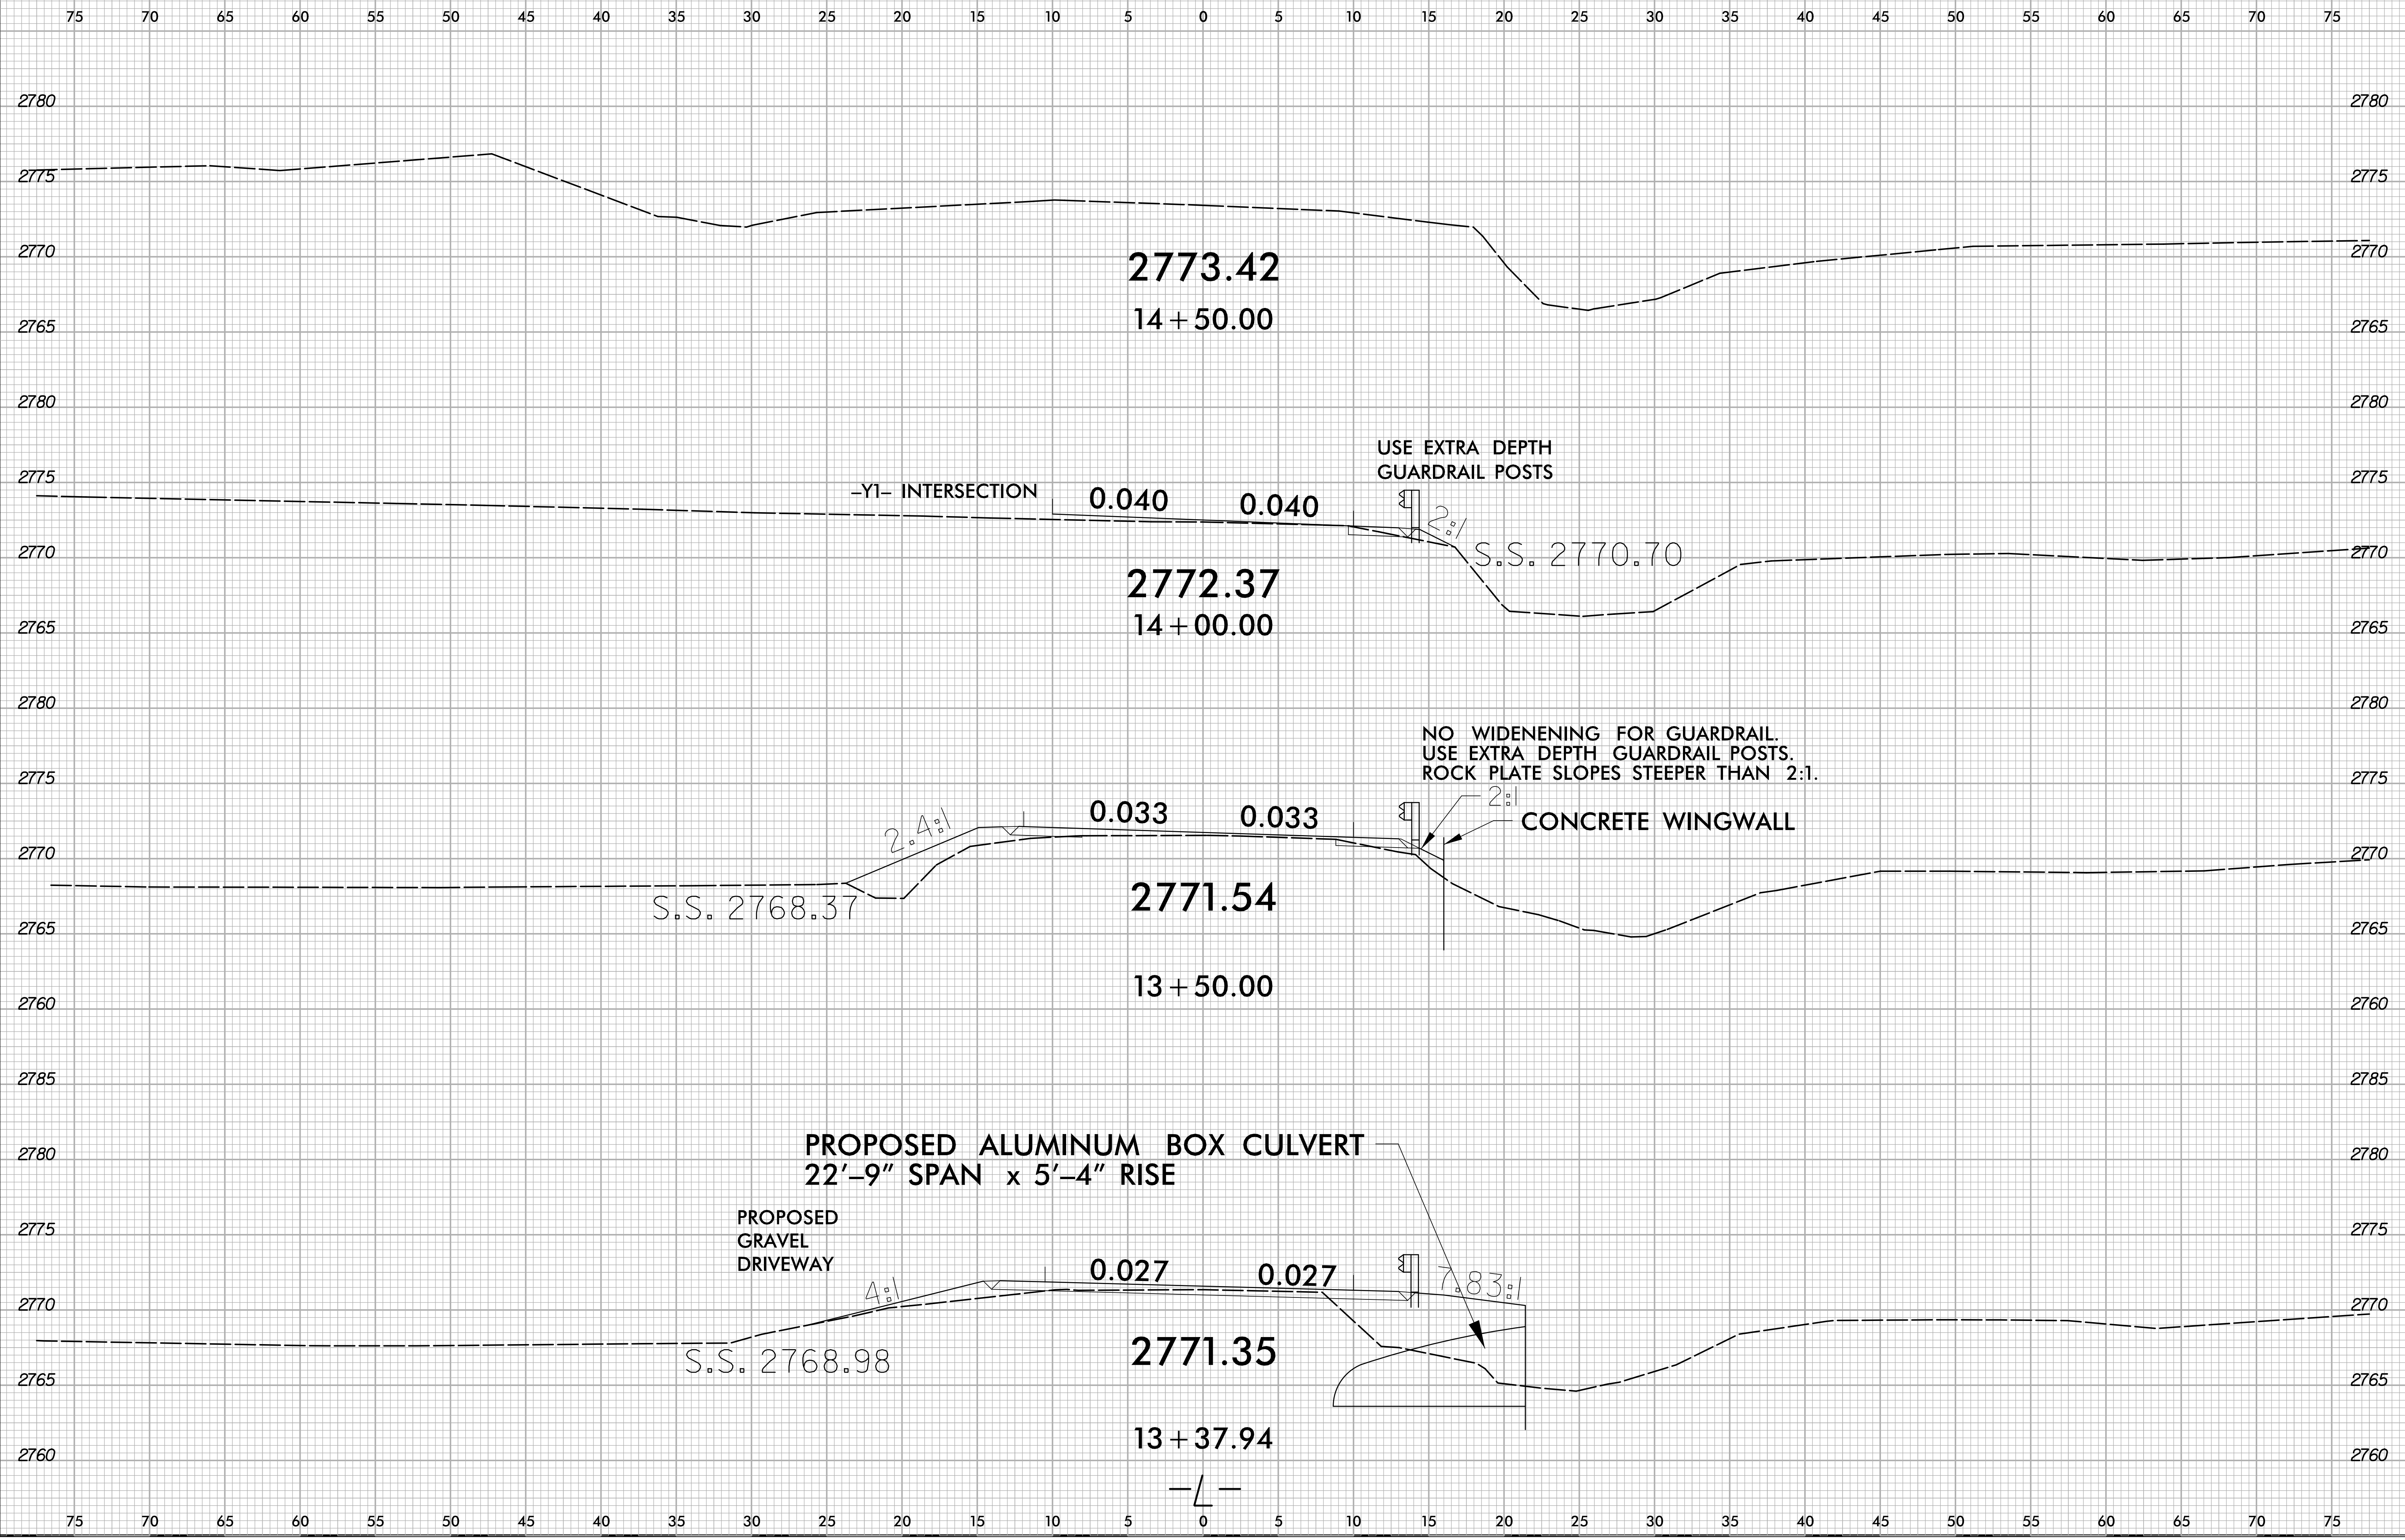 75 70 65 60 55 50 45 40 35 30 25 20 15 10 5 0 5 10 15 20 25 30 35 40 45 50 55 60 65 70 75
2780 2780
2775 2775
2770 2770
2773.42
14+50.00
2765 2765
2780 2780
USE EXTRA DEPTH
GUARDRAIL POSTS
2775 2775
–Y1– INTERSECTION
0.040 0.040
2:1
S.S. 2770.70
2770 2770
2772.37
14+00.00
2765 2765
2780 2780
NO WIDENENING FOR GUARDRAIL.
USE EXTRA DEPTH GUARDRAIL POSTS.
ROCK PLATE SLOPES STEEPER THAN 2:1.
2775 2775
2:1
2.4:1
0.033 0.033
CONCRETE WINGWALL
2770 2770
S.S. 2768.37
2771.54
2765 2765
13+50.00
2760 2760
2785 2785
PROPOSED ALUMINUM BOX CULVERT
22'–9" SPAN x 5'–4" RISE
2780 2780
PROPOSED
GRAVEL
DRIVEWAY
2775 2775
4:1
0.027 0.027
7.83:1
2770 2770
S.S. 2768.98
2771.35
2765 2765
13+37.94
2760 2760
–L–
75 70 65 60 55 50 45 40 35 30 25 20 15 10 5 0 5 10 15 20 25 30 35 40 45 50 55 60 65 70 75